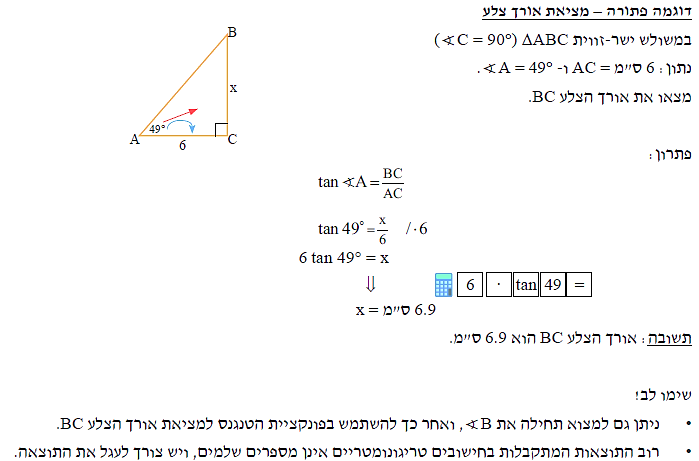 דוגמה פתורה – מציאת אורך צלע
במשולש ישר-זווית ΔABC (∢C = 90°)
נתון: 6 ס״מ = AC ו- ∢A = 49°.
מצאו את אורך הצלע BC.
B
x
49°
A
C
6
פתרון:
tan ∢A = BC/AC
tan 49° = x/6 / · 6
6 tan 49° = x
⇓
6 · tan 49 =
x = 6.9 ס״מ
תשובה: אורך הצלע BC הוא 6.9 ס״מ.
שימו לב!
• ניתן גם למצוא תחילה את ∢B, ואחר כך להשתמש בפונקציית הטנגנס למציאת אורך הצלע BC.
• רוב התוצאות המתקבלות בחישובים טריגונומטריים אינן מספרים שלמים, ויש צורך לעגל את התוצאה.